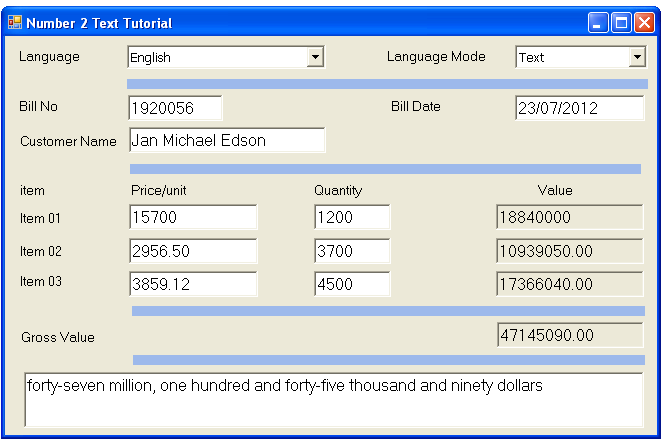 Number 2 Text Tutorial
Language English Language Mode Text
Bill No 1920056 Bill Date 23/07/2012
Customer Name Jan Michael Edson
item Price/unit Quantity Value
Item 01 15700 1200 18840000
Item 02 2956.50 3700 10939050.00
Item 03 3859.12 4500 17366040.00
Gross Value 47145090.00
forty-seven million, one hundred and forty-five thousand and ninety dollars